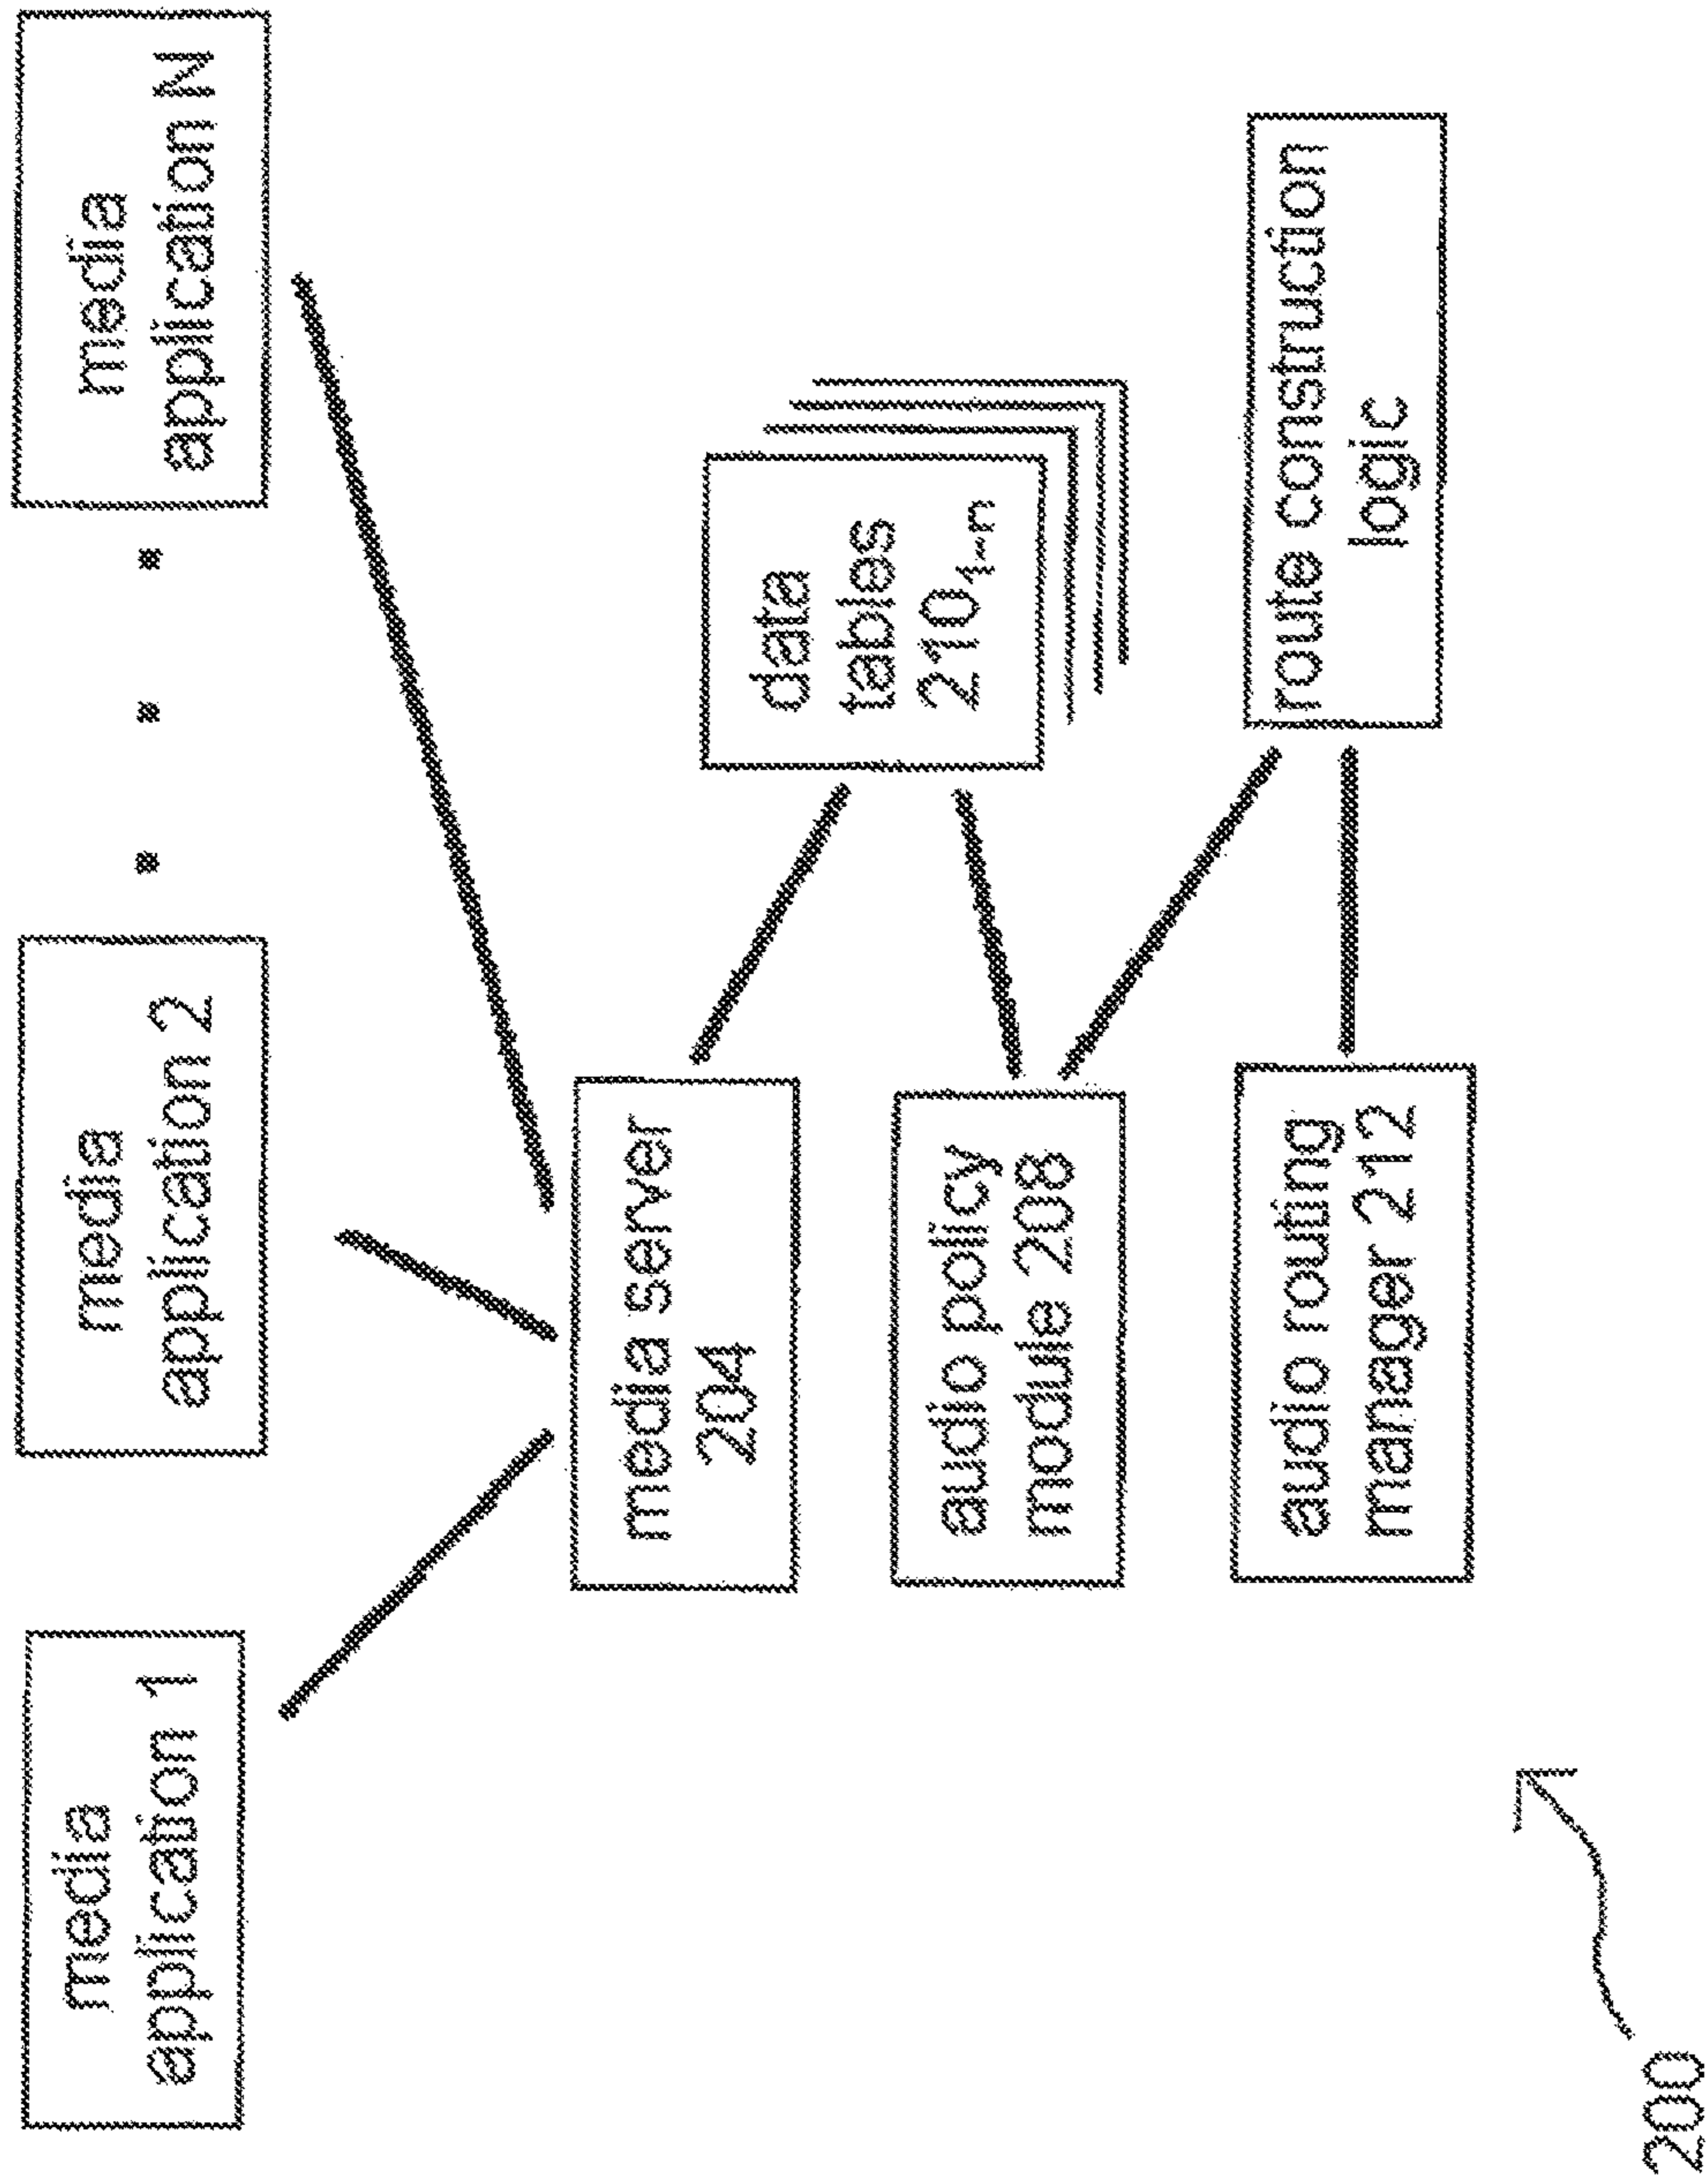 media
application 1
media
application 2
media
application N
media server
204
data
tables
210₁₋ₙ
audio policy
module 208
audio routing
manager 212
route construction
logic
200